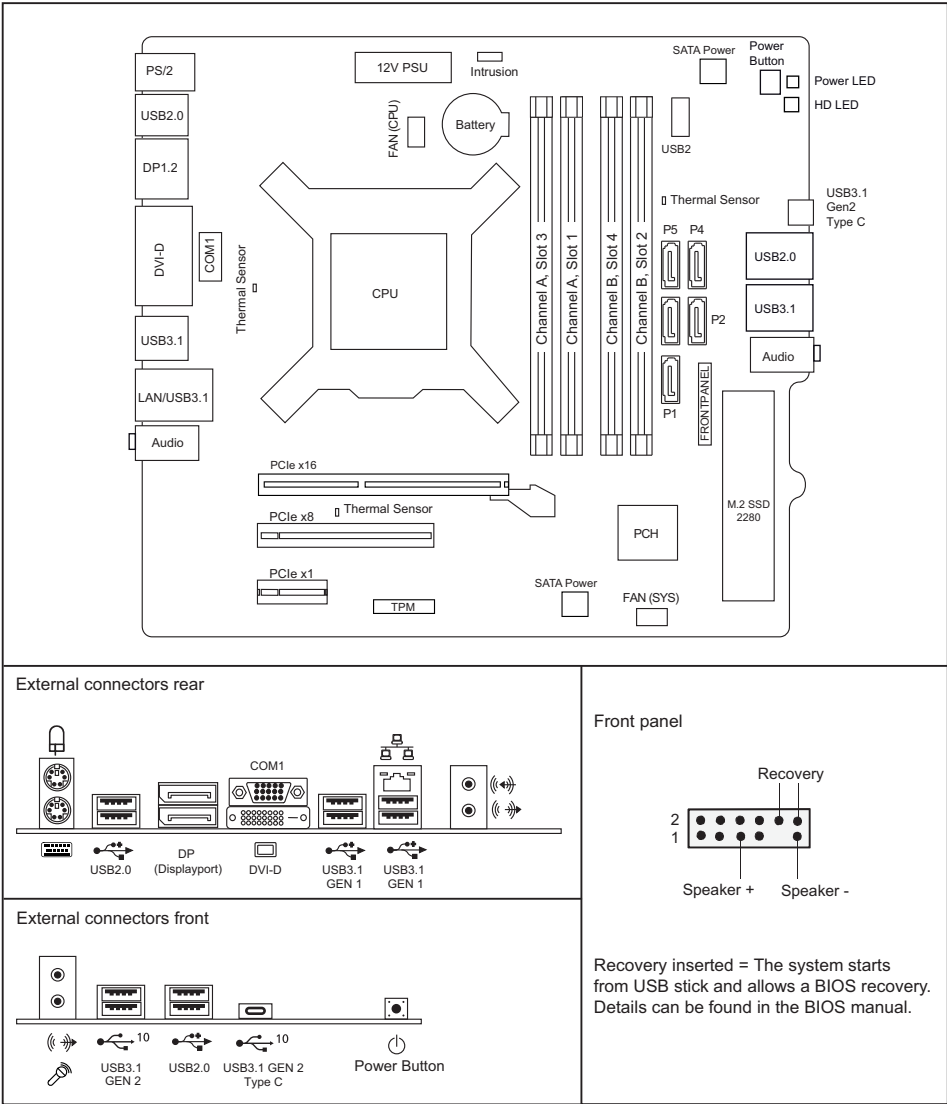 PS/2
12V PSU
Intrusion
SATA Power
Power
Button
Power LED
HD LED
USB2.0
FAN (CPU)
Battery
USB2
DP1.2
Thermal Sensor
USB3.1
Gen2
Type C
P5 P4
DVI-D
COM1
Thermal Sensor
CPU
Channel A, Slot 3
Channel A, Slot 1
Channel B, Slot 4
Channel B, Slot 2
USB2.0
USB3.1
P2
USB3.1
Audio
LAN/USB3.1
P1
FRONTPANEL
Audio
PCIe x16
Thermal Sensor
PCIe x8
M.2 SSD
2280
PCH
PCIe x1
SATA Power
TPM
FAN (SYS)
External connectors rear
COM1
USB2.0
DP
(Displayport)
DVI-D
USB3.1
GEN 1
USB3.1
GEN 1
Front panel
Recovery
2
1
Speaker +
Speaker -
External connectors front
10
10
USB3.1
GEN 2
USB2.0
USB3.1 GEN 2
Type C
Power Button
Recovery inserted = The system starts
from USB stick and allows a BIOS recovery.
Details can be found in the BIOS manual.